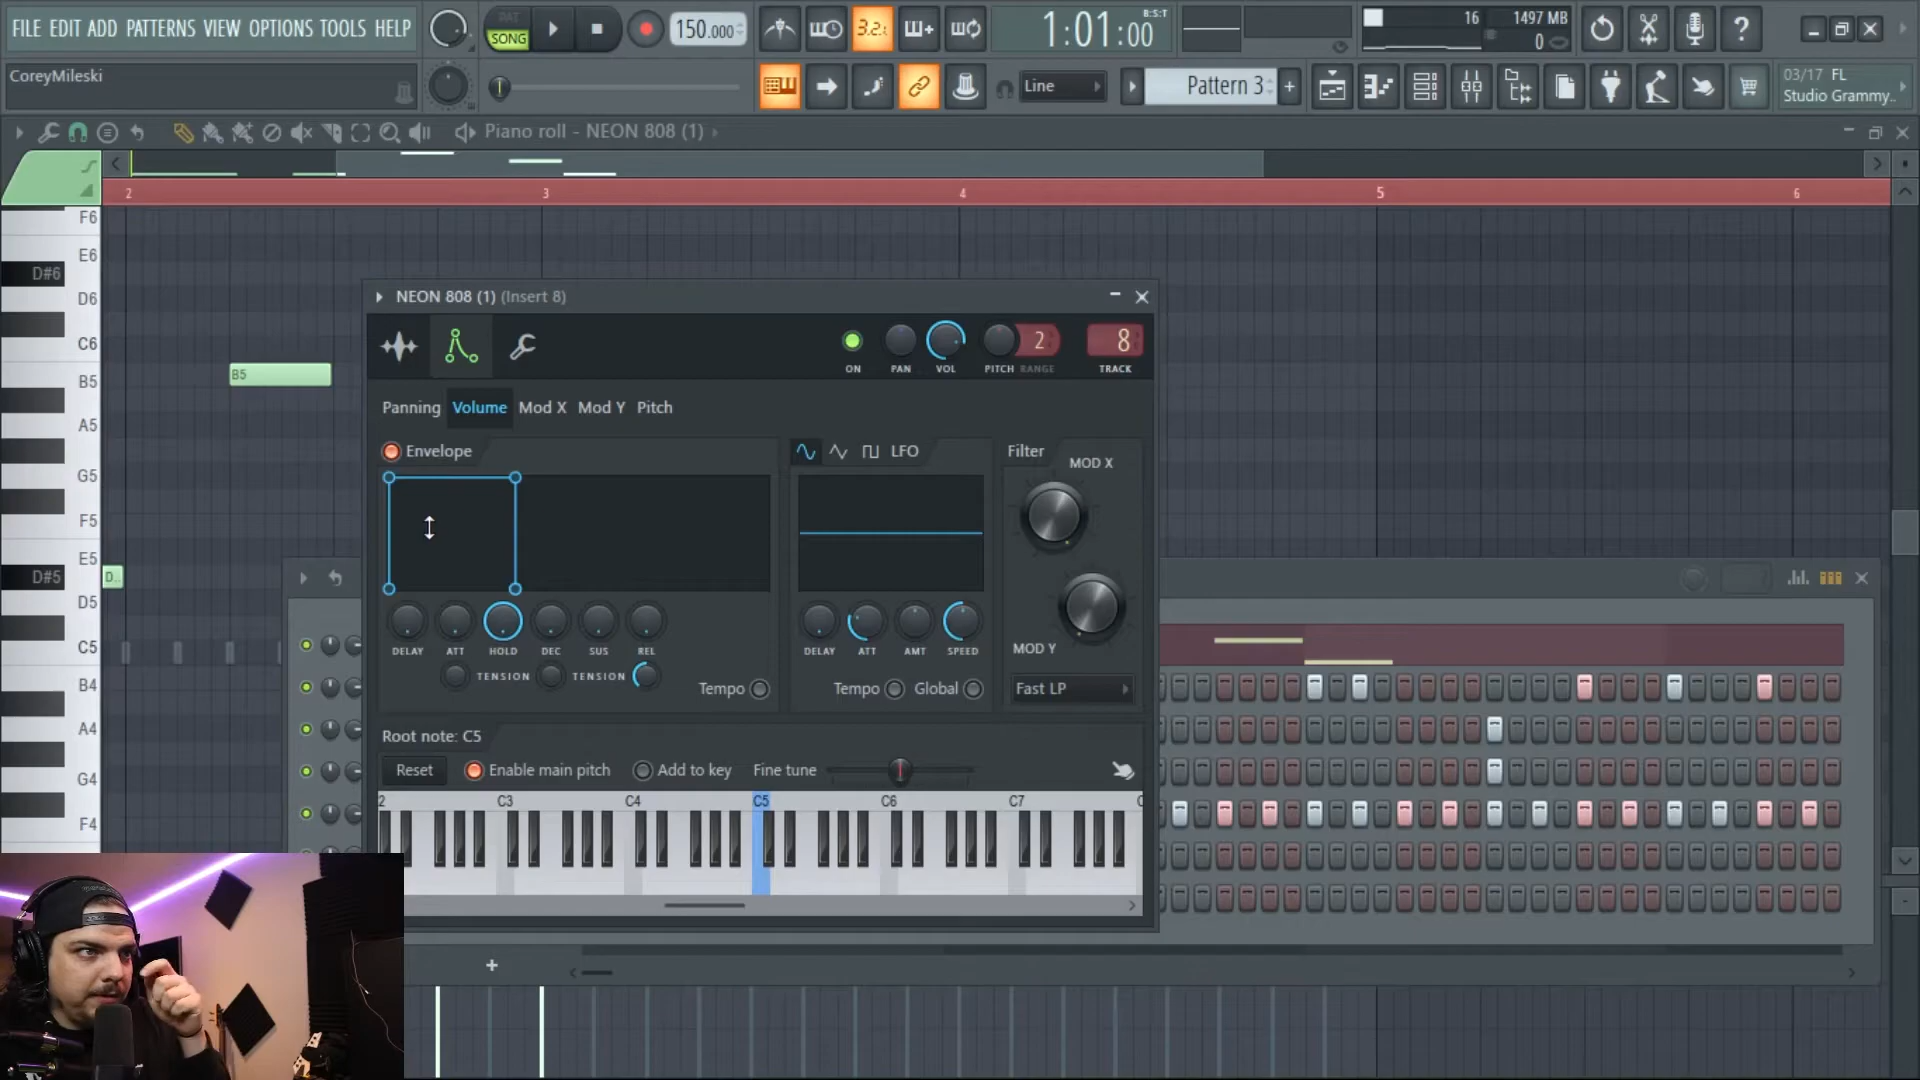 FILE EDIT ADD PATTERNS VIEW OPTIONS TOOLS HELP
PAT
SONG
150.000
3.2.
1:01:00
B:S:T
16
1497 MB
0
?
CoreyMileski
Line
Pattern 3
+
03/17 FL
Studio Grammy..
Piano roll - NEON 808 (1)
2
3
4
5
6
F6
E6
D#6
D6
C6
B5
B5
A5
G5
F5
E5
D#5
D..
D5
C5
B4
A4
G4
F4
NEON 808 (1) (Insert 8)
ON
PAN
VOL
PITCH
2
RANGE
8
TRACK
Panning
Volume
Mod X
Mod Y
Pitch
Envelope
LFO
Filter
MOD X
DELAY
ATT
HOLD
DEC
SUS
REL
TENSION
TENSION
Tempo
DELAY
ATT
AMT
SPEED
Tempo
Global
MOD Y
Fast LP
Root note: C5
Reset
Enable main pitch
Add to key
Fine tune
2
C3
C4
C5
C6
C7
+